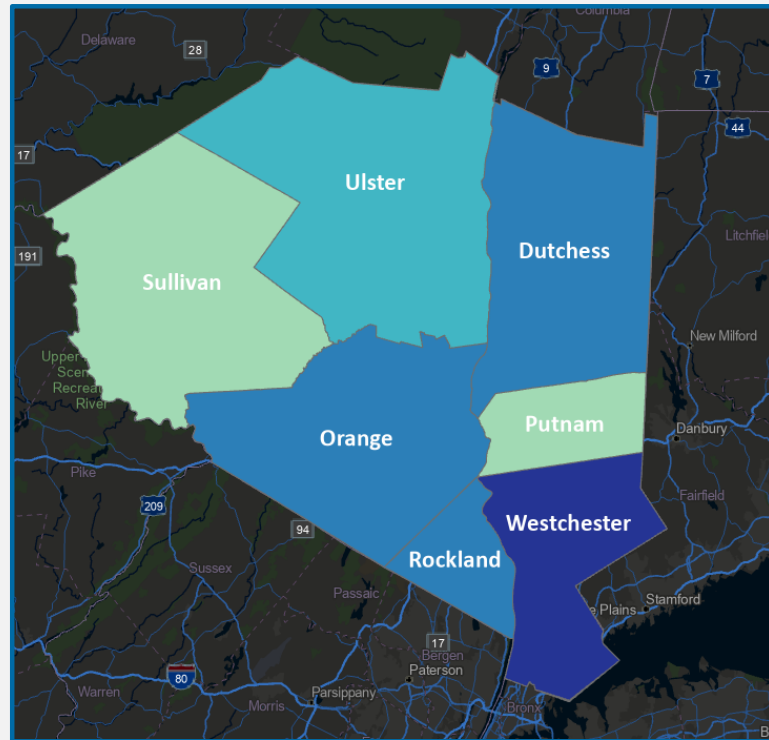 Columbia
Delaware
28
9
7
44
17
Ulster
Dutchess
Litchfiel
191
Sullivan
New Milford
Upper
Scen
Recreat
River
Orange
Putnam
Danbury
Pike
209
94
Westchester
Fairfield
Rockland
Sussex
Passaic
Stamford
e Plains
17
Bergen
Paterson
80
Warren
Morris
Parsippany
Bronx
B